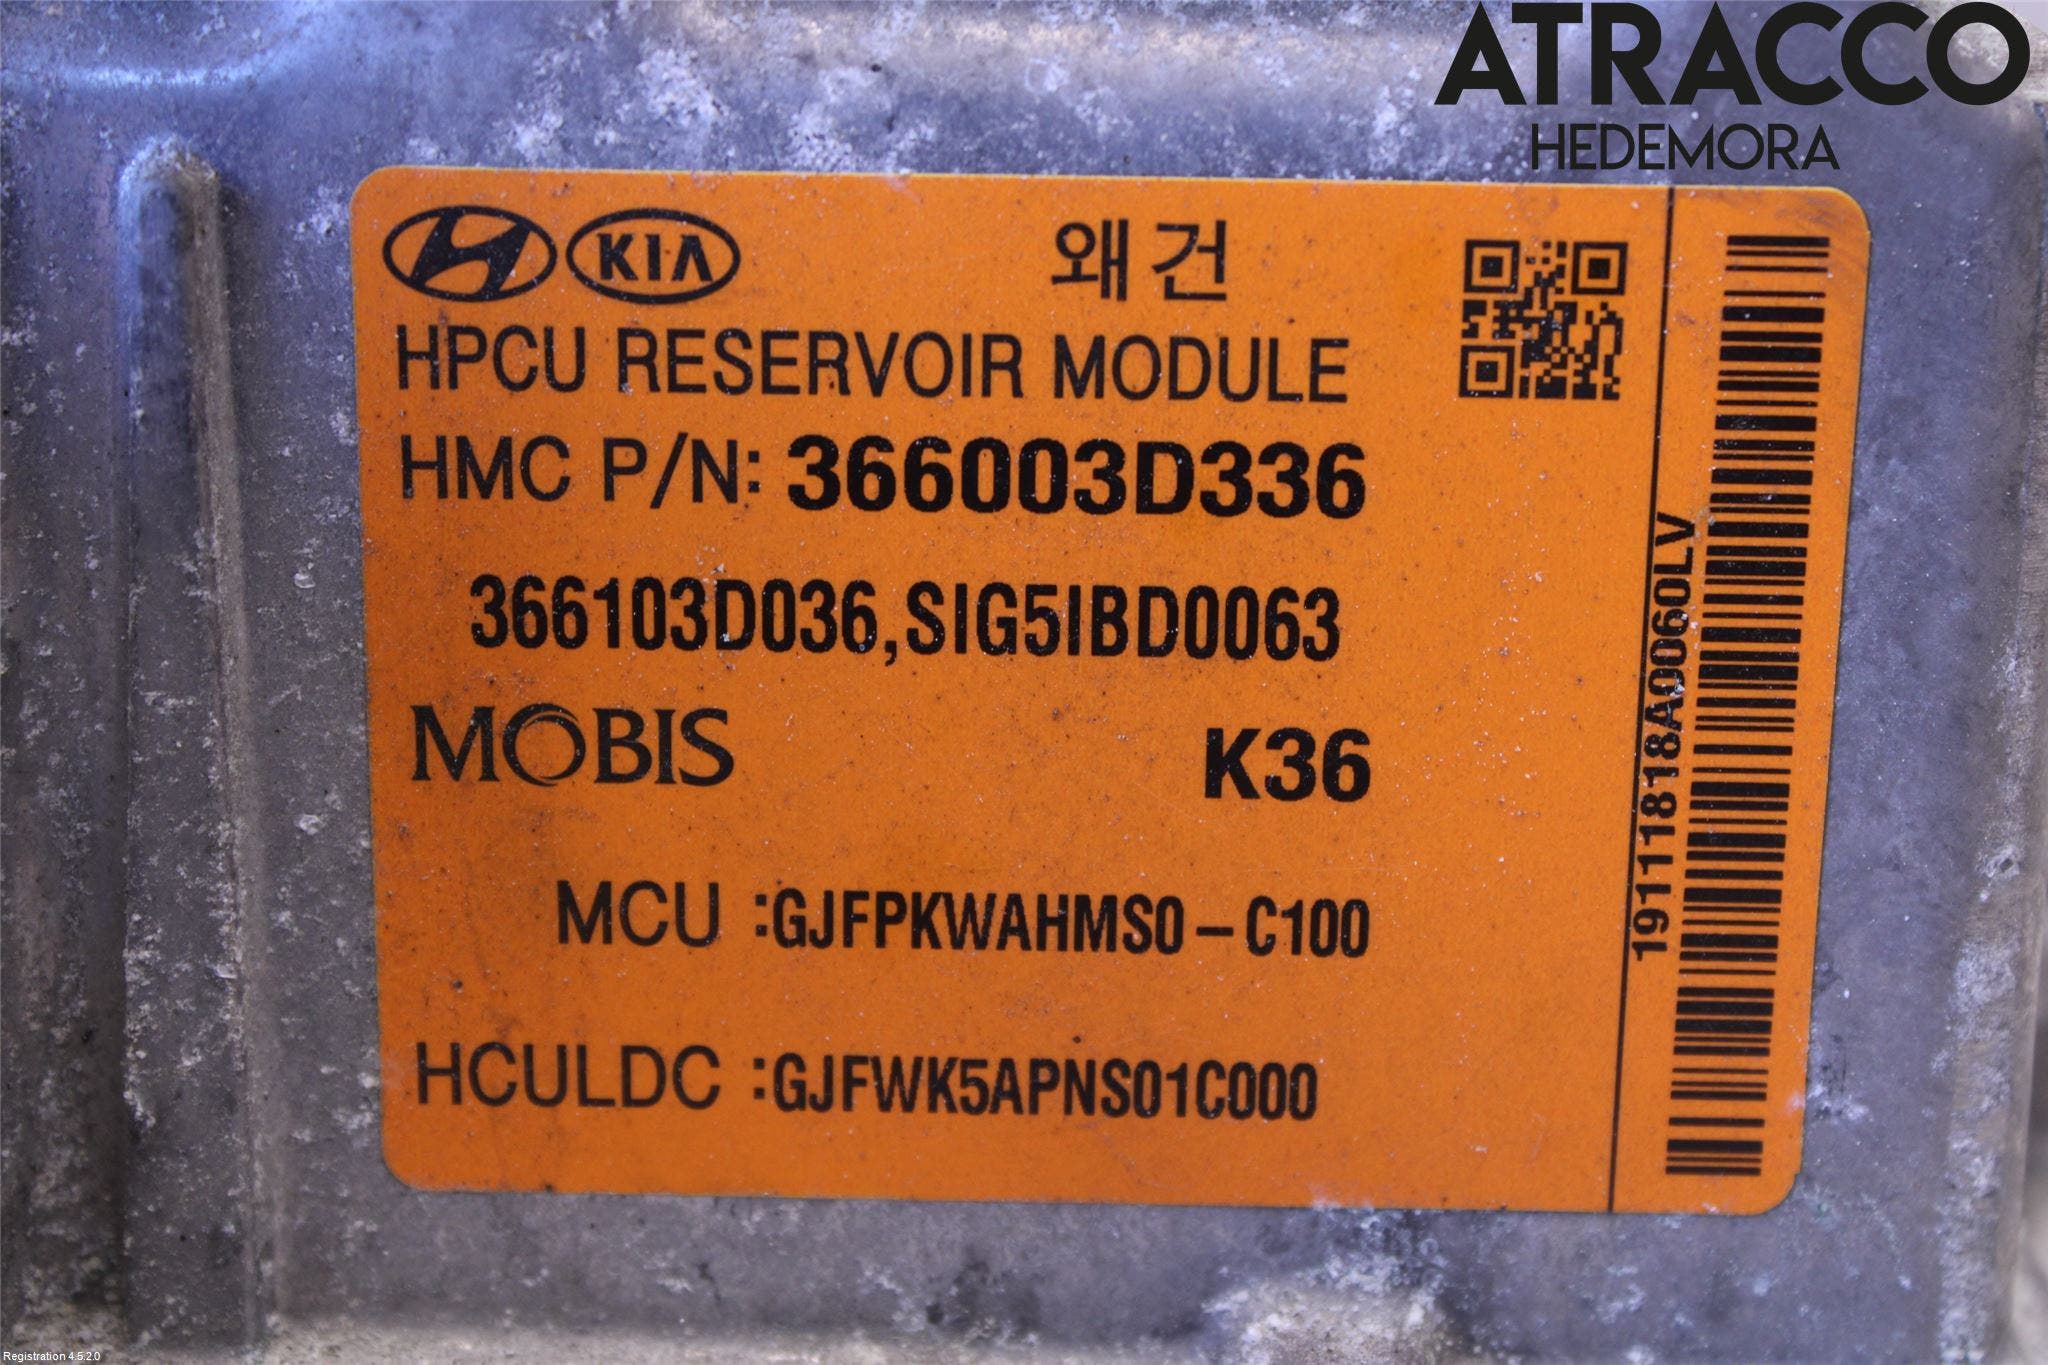 ATRACCO
HEDEMORA
KIA 왜건
HPCU RESERVOIR MODULE
HMC P/N: 366003D336
366103D036,SIG5IBD0063
MOBIS K36
MCU :GJFPKWAHMS0-C100
HCULDC :GJFWK5APNS01C000
191111818A0060LV
Registration 4.5.2.0